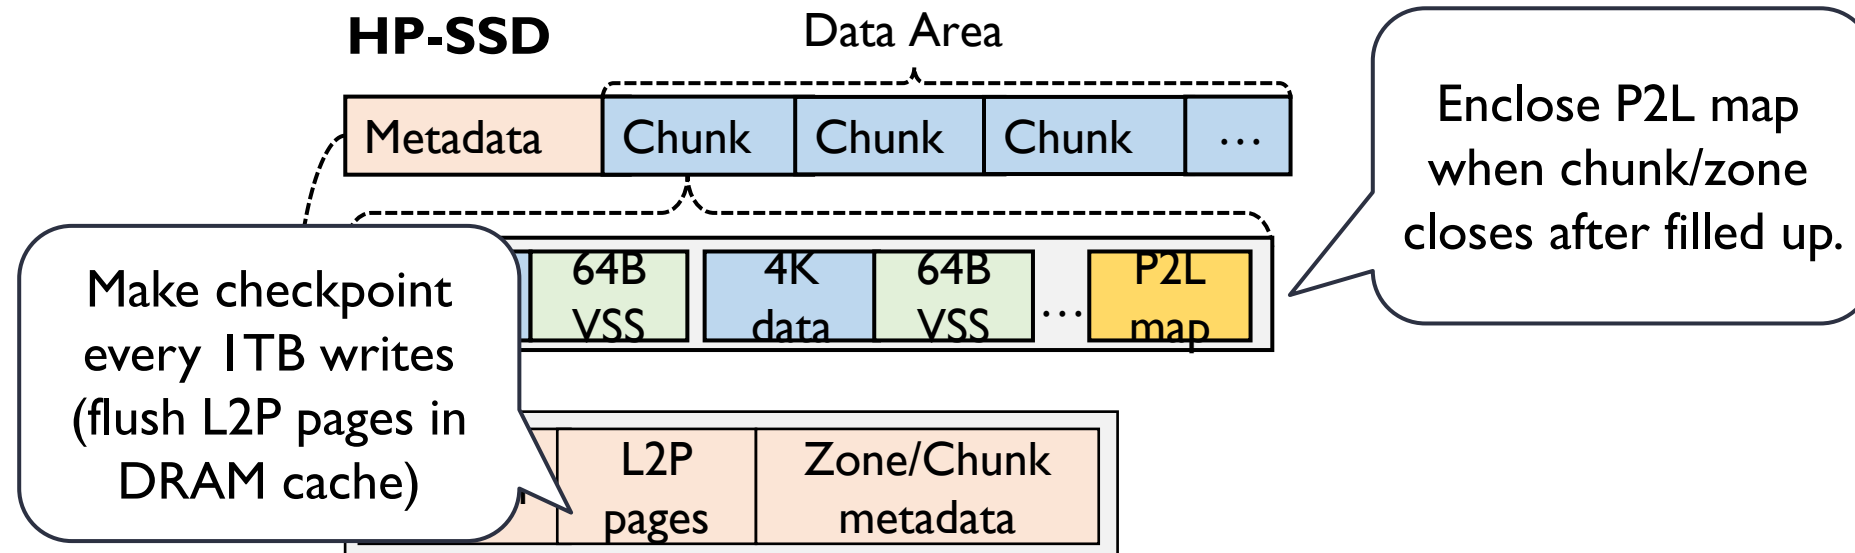 HP-SSD
Data Area
Metadata
Chunk
Chunk
Chunk
...
Enclose P2L map
when chunk/zone
closes after filled up.
64B
VSS
4K
data
64B
VSS
...
P2L
map
Make checkpoint
every 1TB writes
(flush L2P pages in
DRAM cache)
L2P
pages
Zone/Chunk
metadata